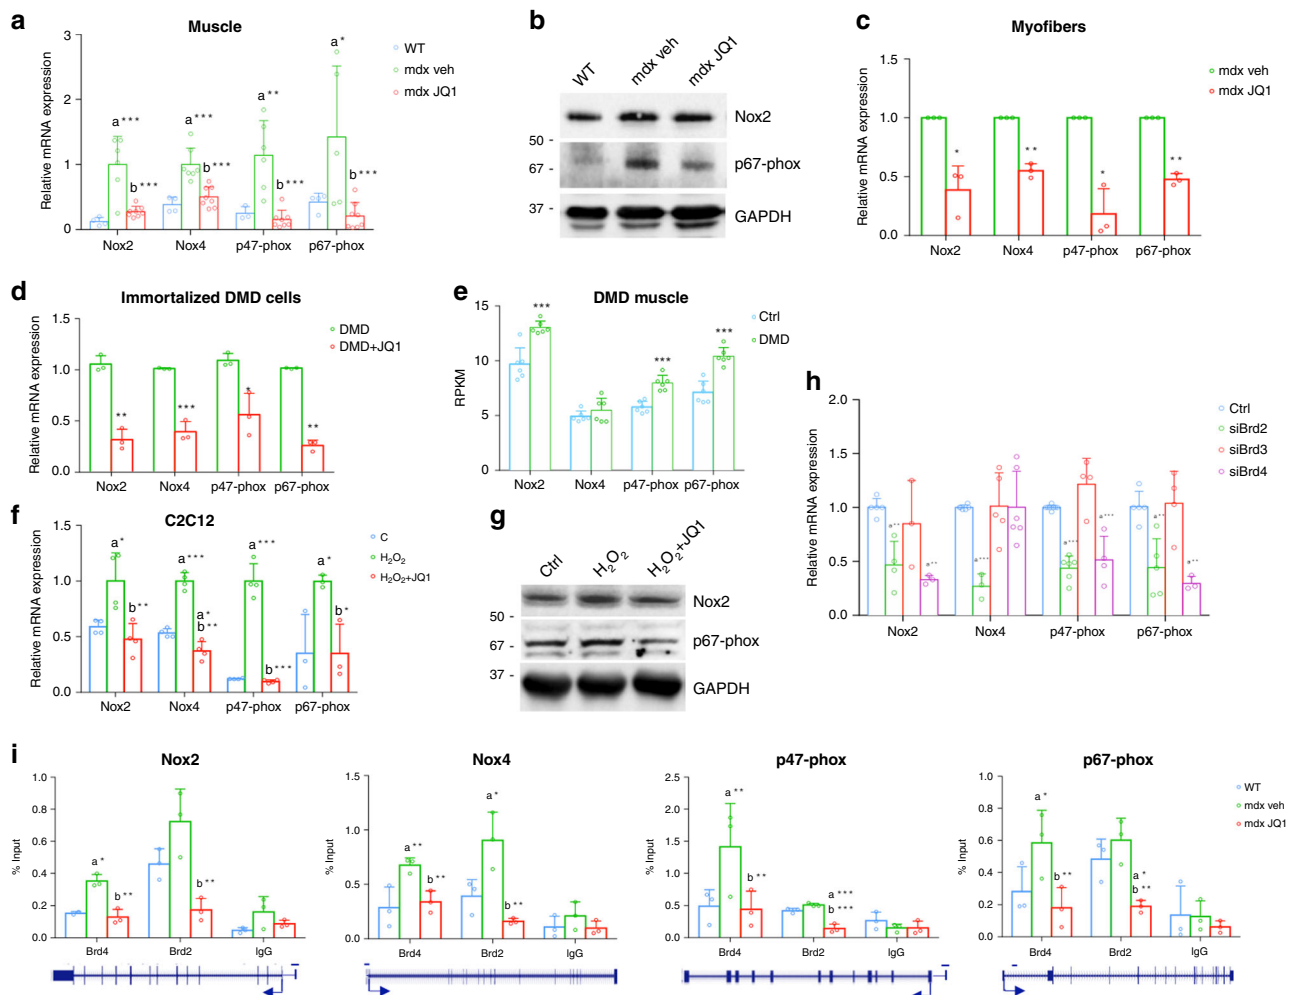 a
Muscle
Relative mRNA expression
3
2
1
0
a***
b***
a***
b***
a**
b***
a*
b***
Nox2
Nox4
p47-phox
p67-phox
WT
mdx veh
mdx JQ1
b
WT
mdx veh
mdx JQ1
Nox2
50
p67-phox
67
37
GAPDH
c
Myofibers
Relative mRNA expression
1.5
1.0
0.5
0.0
*
**
*
**
Nox2
Nox4
p47-phox
p67-phox
mdx veh
mdx JQ1
d
Immortalized DMD cells
Relative mRNA expression
1.5
1.0
0.5
0.0
**
***
*
**
Nox2
Nox4
p47-phox
p67-phox
DMD
DMD+JQ1
e
DMD muscle
RPKM
15
10
5
0
***
***
***
Nox2
Nox4
p47-phox
p67-phox
Ctrl
DMD
f
C2C12
Relative mRNA expression
1.5
1.0
0.5
0.0
a*
b**
a***
a*
b**
a***
b***
a*
b*
Nox2
Nox4
p47-phox
p67-phox
C
H2O2
H2O2+JQ1
g
Ctrl
H2O2
H2O2+JQ1
Nox2
50
p67-phox
67
37
GAPDH
h
Relative mRNA expression
2.0
1.5
1.0
0.5
0.0
a**
a***
a***
a***
a**
a**
Nox2
Nox4
p47-phox
p67-phox
Ctrl
siBrd2
siBrd3
siBrd4
i
Nox2
% Input
1.0
0.8
0.6
0.4
0.2
0.0
a*
b**
b**
Brd4
Brd2
IgG
Nox4
% Input
1.5
1.0
0.5
0.0
a**
b**
a*
b**
Brd4
Brd2
IgG
p47-phox
% Input
2.5
2.0
1.5
1.0
0.5
0.0
a**
b**
a***
b***
Brd4
Brd2
IgG
p67-phox
% Input
1.0
0.8
0.6
0.4
0.2
0.0
a*
b**
a*
b**
Brd4
Brd2
IgG
WT
mdx veh
mdx JQ1